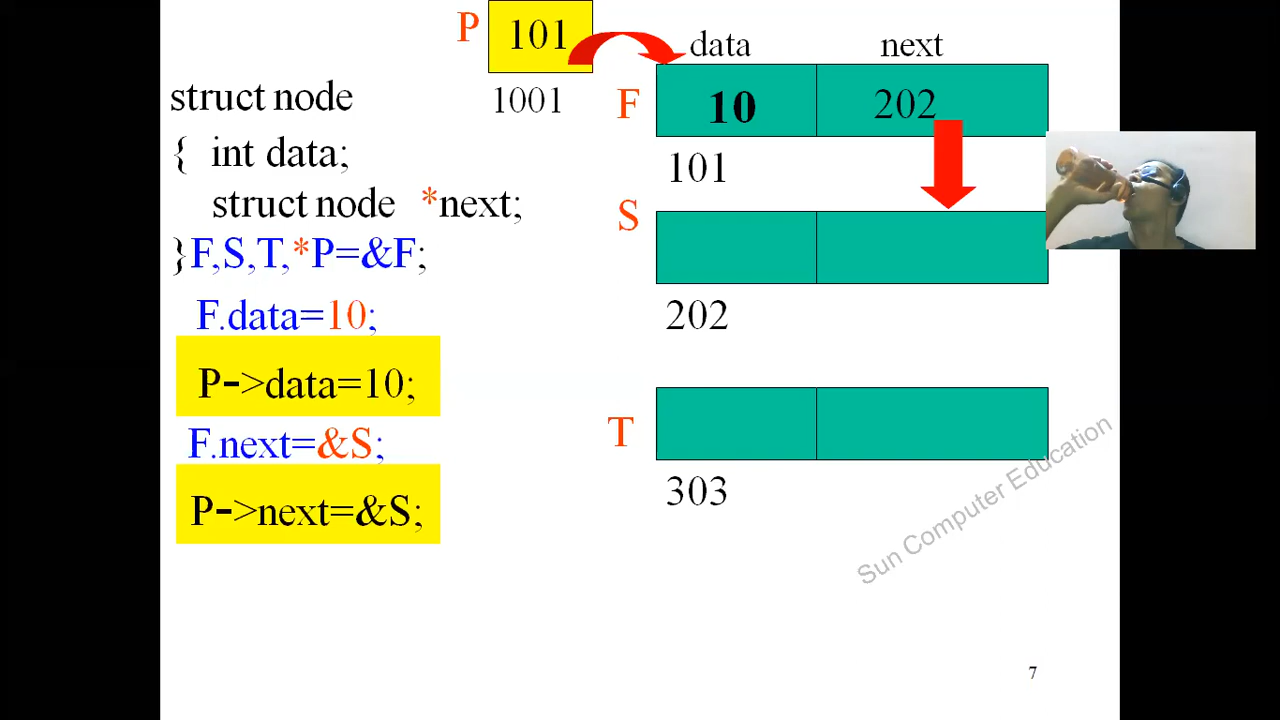 P 101
1001
data next
struct node
{ int data;
struct node *next;
}F,S,T,*P=&F;
F.data=10;
P->data=10;
F.next=&S;
P->next=&S;
F 10 202
101
S
202
T
303
Sun Computer Education
7